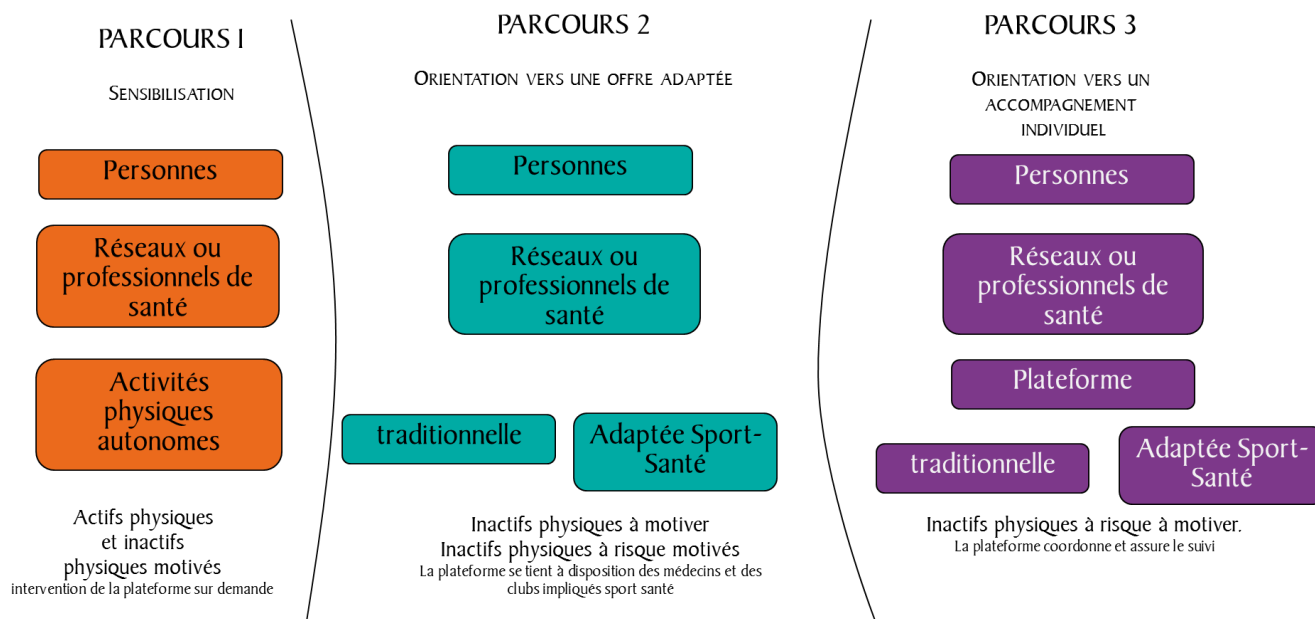 PARCOURS 1
SENSIBILISATION
Personnes
Réseaux ou
professionnels de
santé
Activités
physiques
autonomes
Actifs physiques
et inactifs
physiques motivés
intervention de la plateforme sur demande
PARCOURS 2
ORIENTATION VERS UNE OFFRE ADAPTÉE
Personnes
Réseaux ou
professionnels de
santé
traditionnelle
Adaptée Sport-
Santé
Inactifs physiques à motiver
Inactifs physiques à risque motivés
La plateforme se tient à disposition des médecins et des
clubs impliqués sport santé
PARCOURS 3
ORIENTATION VERS UN
ACCOMPAGNEMENT
INDIVIDUEL
Personnes
Réseaux ou
professionnels de
santé
Plateforme
traditionnelle
Adaptée Sport-
Santé
Inactifs physiques à risque à motiver.
La plateforme coordonne et assure le suivi